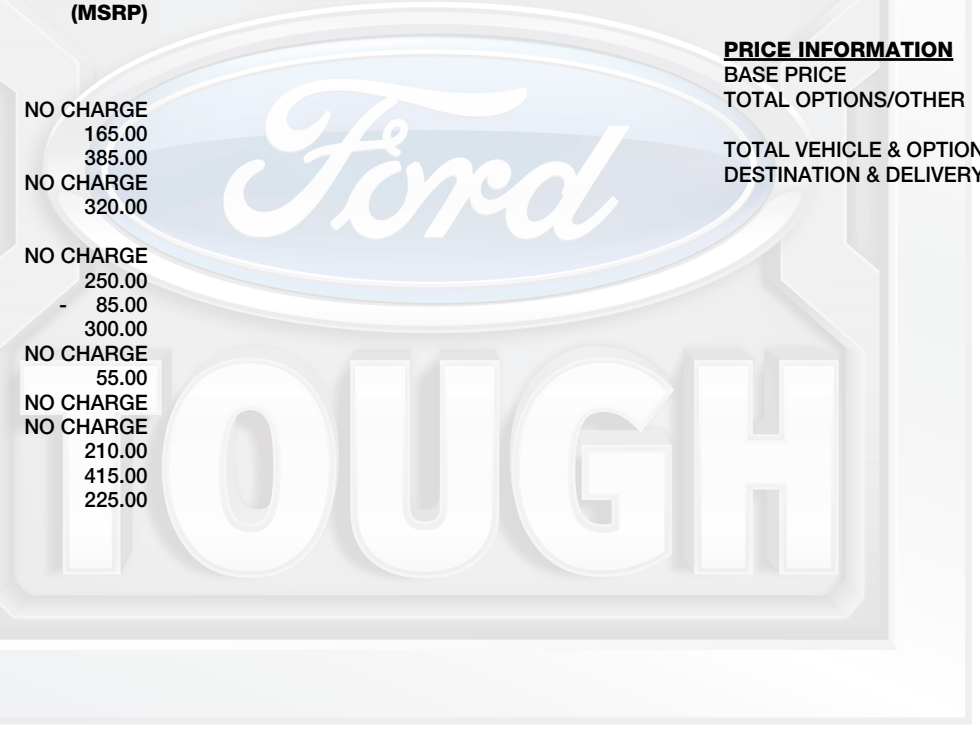 (MSRP)
NO CHARGE
165.00
385.00
NO CHARGE
320.00
NO CHARGE
250.00
- 85.00
300.00
NO CHARGE
55.00
NO CHARGE
NO CHARGE
210.00
415.00
225.00
PRICE INFORMATION
BASE PRICE
TOTAL OPTIONS/OTHER
TOTAL VEHICLE & OPTION
DESTINATION & DELIVERY
Ford
TOUGH